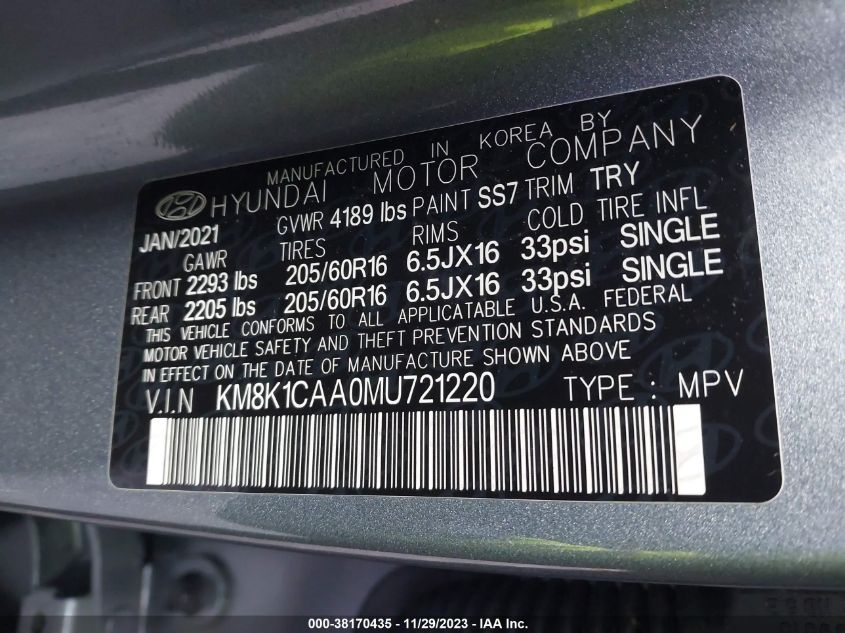 MANUFACTURED IN KOREA BY
HYUNDAI MOTOR COMPANY
JAN/2021 GVWR 4189 lbs PAINT SS7 TRIM TRY
GAWR TIRES RIMS COLD TIRE INFL
FRONT 2293 lbs 205/60R16 6.5JX16 33psi SINGLE
REAR 2205 lbs 205/60R16 6.5JX16 33psi SINGLE
THIS VEHICLE CONFORMS TO ALL APPLICATABLE U.S.A. FEDERAL
MOTOR VEHICLE SAFETY AND THEFT PREVENTION STANDARDS
IN EFFECT ON THE DATE OF MANUFACTURE SHOWN ABOVE
V.I.N KM8K1CAA0MU721220 TYPE : MPV
000-38170435 - 11/29/2023 - IAA Inc.